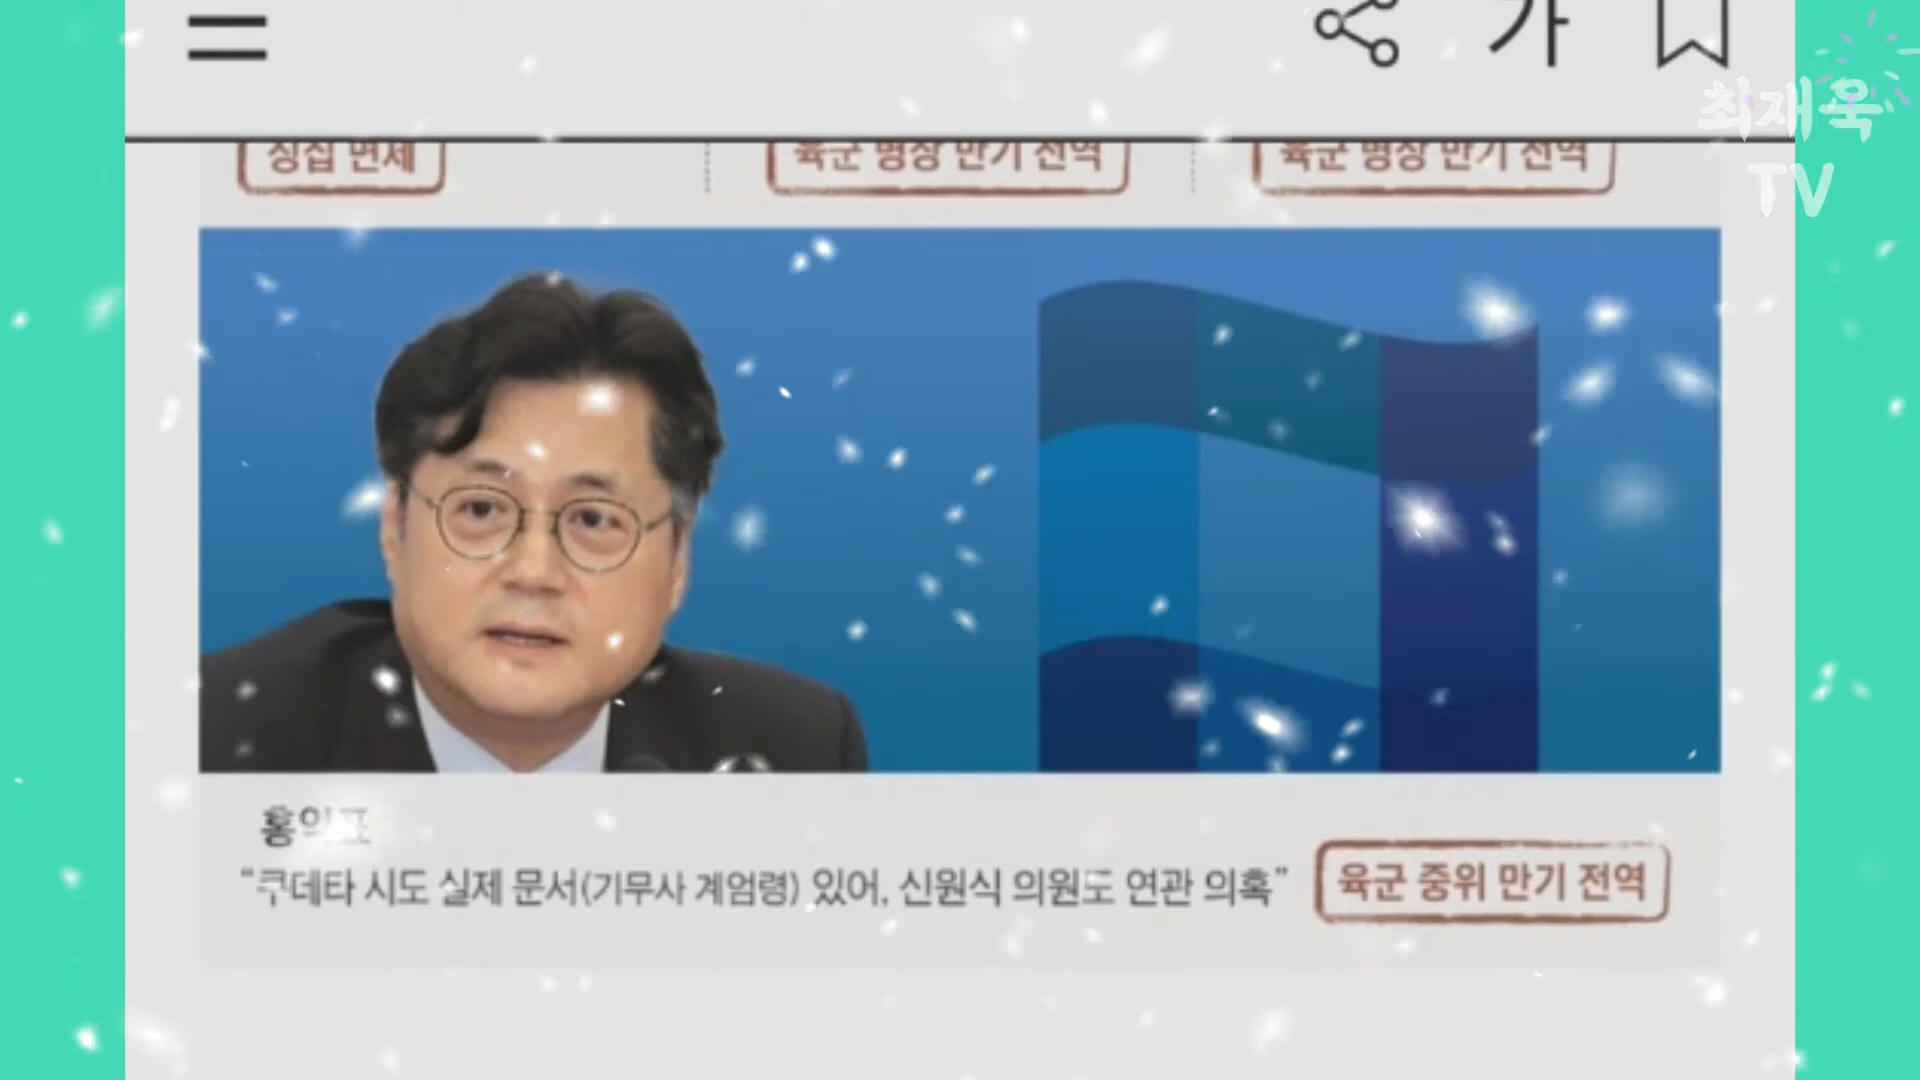 가
최재욱
TV
징집 면제
육군 병장 만기 전역
육군 병장 만기 전역
홍익표
“쿠데타 시도 실제 문서(기무사 계엄령) 있어, 신원식 의원도 연관 의혹”
육군 중위 만기 전역